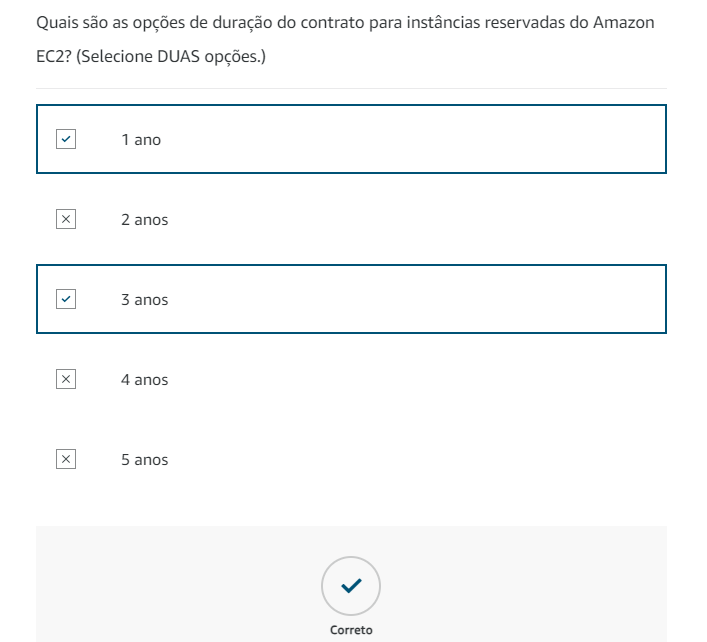 Quais são as opções de duração do contrato para instâncias reservadas do Amazon
EC2? (Selecione DUAS opções.)
1 ano
2 anos
3 anos
4 anos
5 anos
Correto